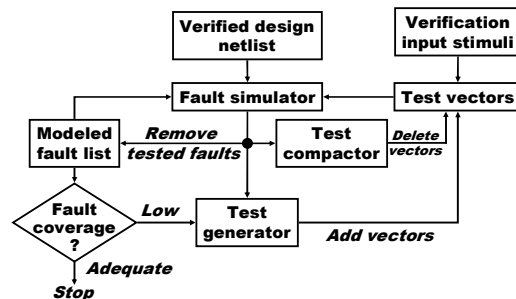 Verified design
netlist
Verification
input stimuli
Fault simulator
Test vectors
Modeled
fault list
Remove
tested faults
Test
compactor
Delete
vectors
Fault
coverage
?
Low
Test
generator
Add vectors
Adequate
Stop